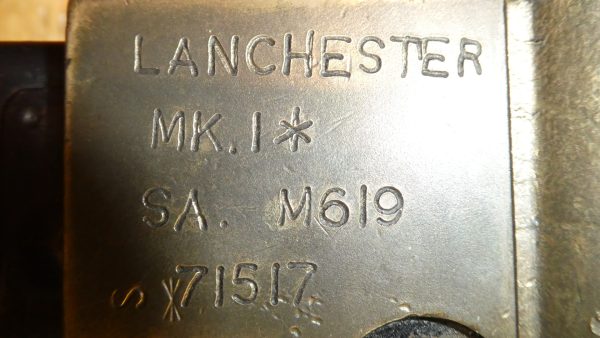 LANCHESTER
MK.I*
SA. M619
S *71517